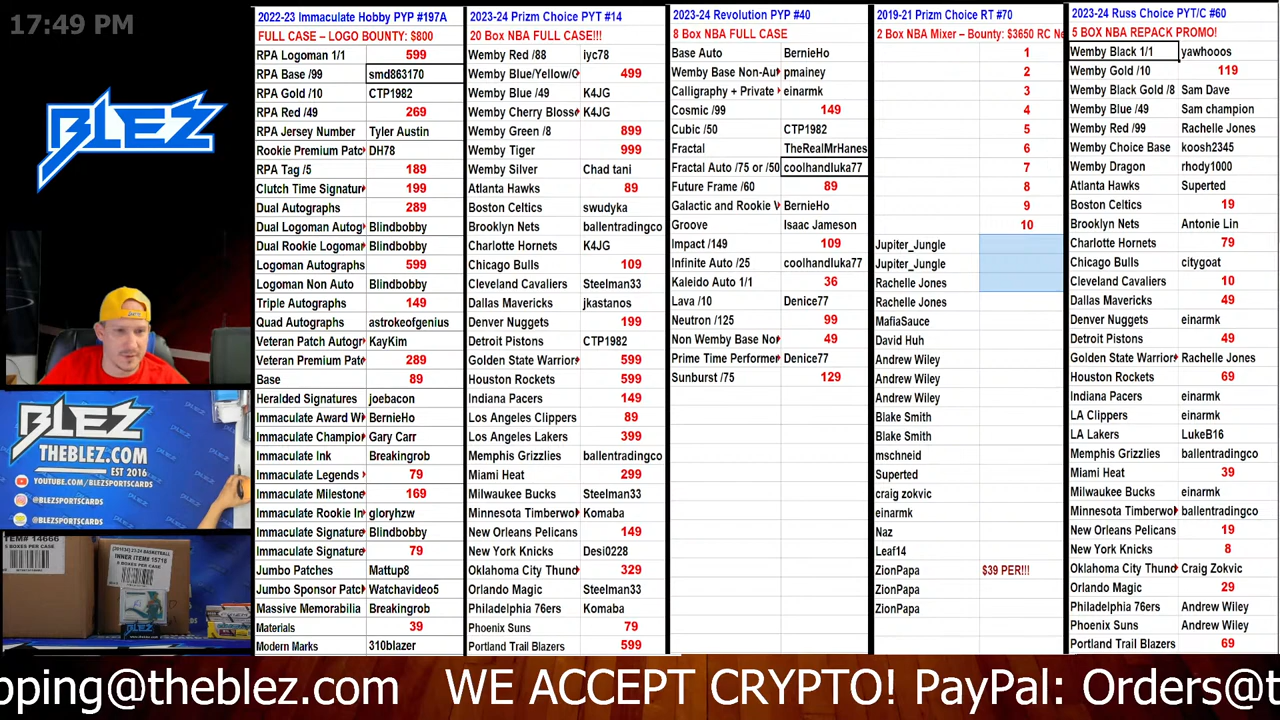 17:49 PM
BLEZ
BLEZ
THEBLEZ.COM
EST 2016
YOUTUBE.COM/BLEZSPORTSCARDS
@BLEZSPORTSCARDS
@BLEZSPORTSCARDS
ITEM# 14666
5 BOXES PER CASE
23-24 BASKETBALL
INNER ITEM# 15718
BLEZ
2022-23 Immaculate Hobby PYP #197A
FULL CASE – LOGO BOUNTY: $800
RPA Logoman 1/1 599
RPA Base /99 smd863170
RPA Gold /10 CTP1982
RPA Red /49 269
RPA Jersey Number Tyler Austin
Rookie Premium Patc DH78
RPA Tag /5 189
Clutch Time Signatur 199
Dual Autographs 289
Dual Logoman Autog Blindbobby
Dual Rookie Logomar Blindbobby
Logoman Autographs 599
Logoman Non Auto Blindbobby
Triple Autographs 149
Quad Autographs astrokeofgenius
Veteran Patch Autogr KayKim
Veteran Premium Pat 289
Base 89
Heralded Signatures joebacon
Immaculate Award W BernieHo
Immaculate Champio Gary Carr
Immaculate Ink Breakingrob
Immaculate Legends 79
Immaculate Milestone 169
Immaculate Rookie In gloryhzw
Immaculate Signature Blindbobby
Immaculate Signature 79
Jumbo Patches Mattup8
Jumbo Sponsor Patc Watchavideo5
Massive Memorabilia Breakingrob
Materials 39
Modern Marks 310blazer
2023-24 Prizm Choice PYT #14
20 Box NBA FULL CASE!!!
Wemby Red /88 iyc78
Wemby Blue/Yellow/G 499
Wemby Blue /49 K4JG
Wemby Cherry Blosso K4JG
Wemby Green /8 899
Wemby Tiger 999
Wemby Silver Chad tani
Atlanta Hawks 89
Boston Celtics swudyka
Brooklyn Nets ballentradingco
Charlotte Hornets K4JG
Chicago Bulls 109
Cleveland Cavaliers Steelman33
Dallas Mavericks jkastanos
Denver Nuggets 199
Detroit Pistons CTP1982
Golden State Warrior 599
Houston Rockets 599
Indiana Pacers 149
Los Angeles Clippers 89
Los Angeles Lakers 399
Memphis Grizzlies ballentradingco
Miami Heat 299
Milwaukee Bucks Steelman33
Minnesota Timberwo Komaba
New Orleans Pelicans 149
New York Knicks Desi0228
Oklahoma City Thund 329
Orlando Magic Steelman33
Philadelphia 76ers Komaba
Phoenix Suns 79
Portland Trail Blazers 599
2023-24 Revolution PYP #40
8 Box NBA FULL CASE
Base Auto BernieHo
Wemby Base Non-Au pmainey
Calligraphy + Private einarmk
Cosmic /99 149
Cubic /50 CTP1982
Fractal TheRealMrHanes
Fractal Auto /75 or /50 coolhandluka77
Future Frame /60 89
Galactic and Rookie V BernieHo
Groove Isaac Jameson
Impact /149 109
Infinite Auto /25 coolhandluka77
Kaleido Auto 1/1 36
Lava /10 Denice77
Neutron /125 99
Non Wemby Base No 49
Prime Time Performer Denice77
Sunburst /75 129
2019-21 Prizm Choice RT #70
2 Box NBA Mixer – Bounty: $3650 RC Ne
1
2
3
4
5
6
7
8
9
10
Jupiter_Jungle
Jupiter_Jungle
Rachelle Jones
Rachelle Jones
MafiaSauce
David Huh
Andrew Wiley
Andrew Wiley
Andrew Wiley
Blake Smith
Blake Smith
mschneid
Superted
craig zokvic
einarmk
Naz
Leaf14
ZionPapa $39 PER!!!
ZionPapa
ZionPapa
2023-24 Russ Choice PYT/C #60
5 BOX NBA REPACK PROMO!
Wemby Black 1/1 yawhooos
Wemby Gold /10 119
Wemby Black Gold /8 Sam Dave
Wemby Blue /49 Sam champion
Wemby Red /99 Rachelle Jones
Wemby Choice Base koosh2345
Wemby Dragon rhody1000
Atlanta Hawks Superted
Boston Celtics 19
Brooklyn Nets Antonie Lin
Charlotte Hornets 79
Chicago Bulls citygoat
Cleveland Cavaliers 10
Dallas Mavericks 49
Denver Nuggets einarmk
Detroit Pistons 49
Golden State Warrior Rachelle Jones
Houston Rockets 69
Indiana Pacers einarmk
LA Clippers einarmk
LA Lakers LukeB16
Memphis Grizzlies ballentradingco
Miami Heat 39
Milwaukee Bucks einarmk
Minnesota Timberwo ballentradingco
New Orleans Pelicans 19
New York Knicks 8
Oklahoma City Thund Craig Zokvic
Orlando Magic 29
Philadelphia 76ers Andrew Wiley
Phoenix Suns Andrew Wiley
Portland Trail Blazers 69
pping@theblez.com WE ACCEPT CRYPTO! PayPal: Orders@t